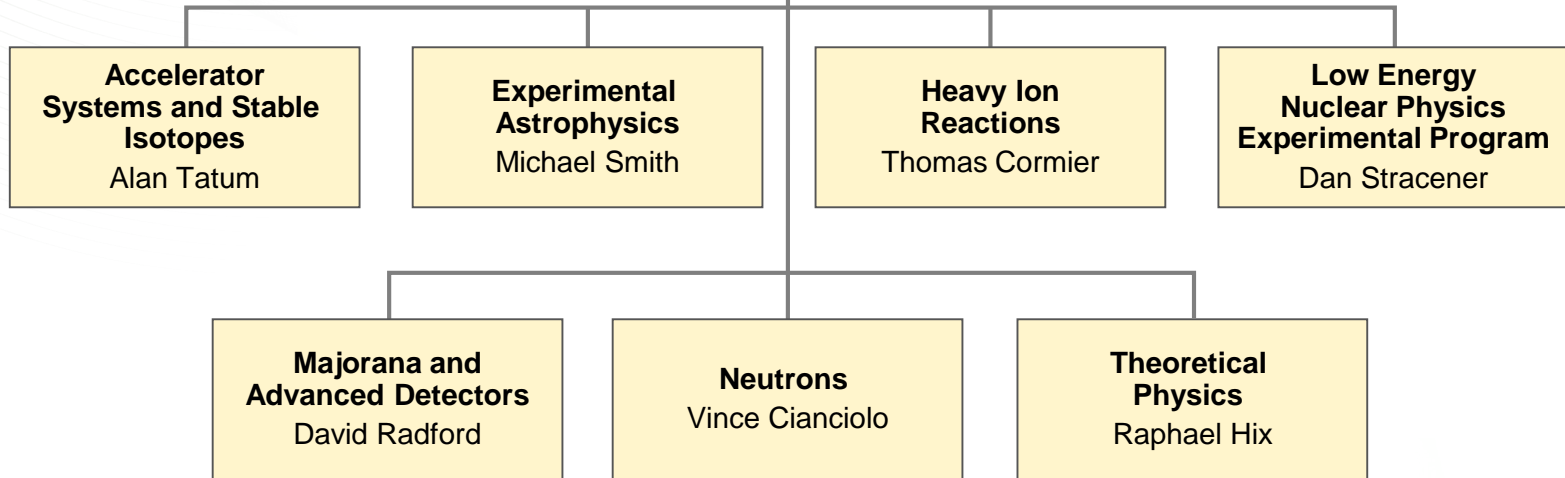 Accelerator
Systems and Stable
Isotopes
Alan Tatum
Experimental
Astrophysics
Michael Smith
Heavy Ion
Reactions
Thomas Cormier
Low Energy
Nuclear Physics
Experimental Program
Dan Stracener
Majorana and
Advanced Detectors
David Radford
Neutrons
Vince Cianciolo
Theoretical
Physics
Raphael Hix